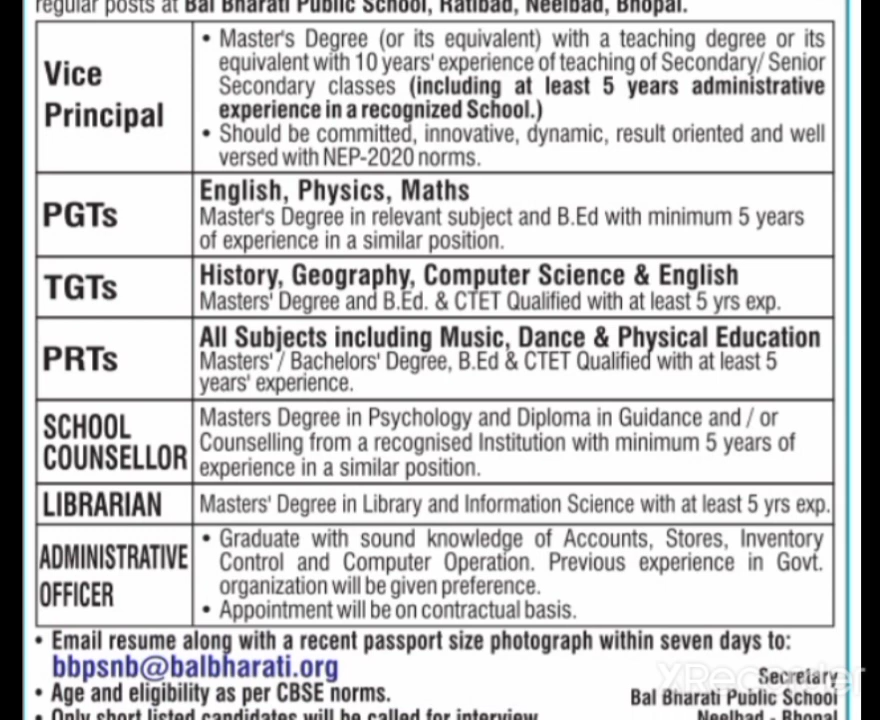 regular posts at Bal Bharati Public School, Ratibad, Neelbad, Bhopal.
Vice
Principal
• Master's Degree (or its equivalent) with a teaching degree or its
equivalent with 10 years' experience of teaching of Secondary/ Senior
Secondary classes (including at least 5 years administrative
experience in a recognized School.)
• Should be committed, innovative, dynamic, result oriented and well
versed with NEP-2020 norms.
PGTs
English, Physics, Maths
Master's Degree in relevant subject and B.Ed with minimum 5 years
of experience in a similar position.
TGTs
History, Geography, Computer Science & English
Masters' Degree and B.Ed. & CTET Qualified with at least 5 yrs exp.
PRTs
All Subjects including Music, Dance & Physical Education
Masters' / Bachelors' Degree, B.Ed & CTET Qualified with at least 5
years' experience.
SCHOOL
COUNSELLOR
Masters Degree in Psychology and Diploma in Guidance and / or
Counselling from a recognised Institution with minimum 5 years of
experience in a similar position.
LIBRARIAN
Masters' Degree in Library and Information Science with at least 5 yrs exp.
ADMINISTRATIVE
OFFICER
• Graduate with sound knowledge of Accounts, Stores, Inventory
Control and Computer Operation. Previous experience in Govt.
organization will be given preference.
• Appointment will be on contractual basis.
• Email resume along with a recent passport size photograph within seven days to:
bbpsnb@balbharati.org
• Age and eligibility as per CBSE norms.
• Only short listed candidates will be called for interview
XRecorder
Secretary
Bal Bharati Public School
Neelbad - Bhopal